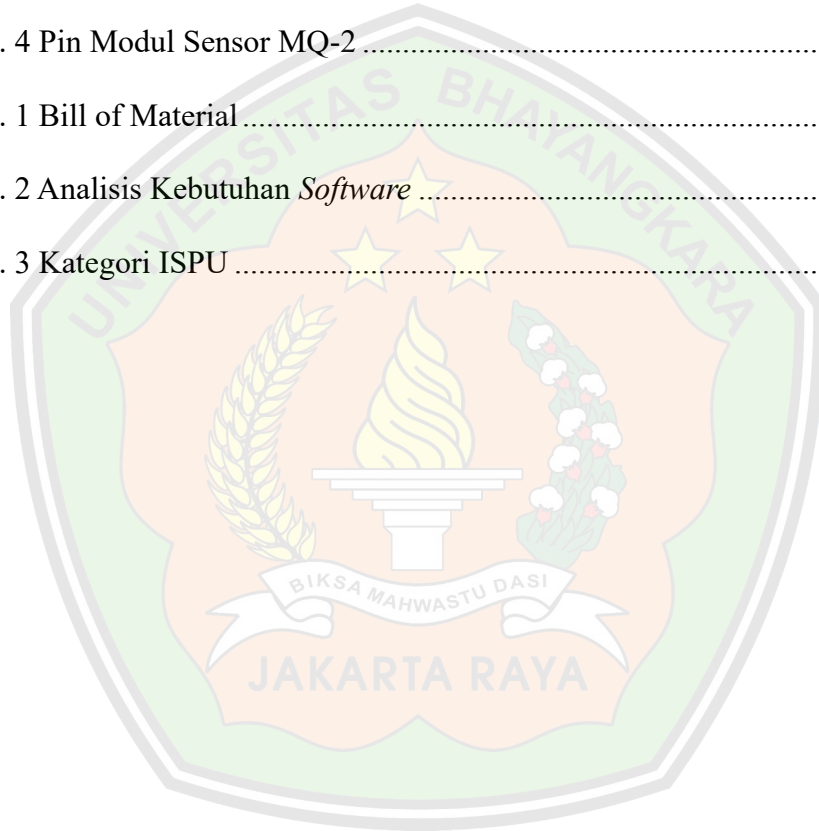 . 4 Pin Modul Sensor MQ-2 ..........................................................
. 1 Bill of Material ..........................................................................
. 2 Analisis Kebutuhan Software ...................................................
. 3 Kategori ISPU ...........................................................................
UNIVERSITAS BHAYANGKARA
BIKSA MAHWASTU DASI
JAKARTA RAYA